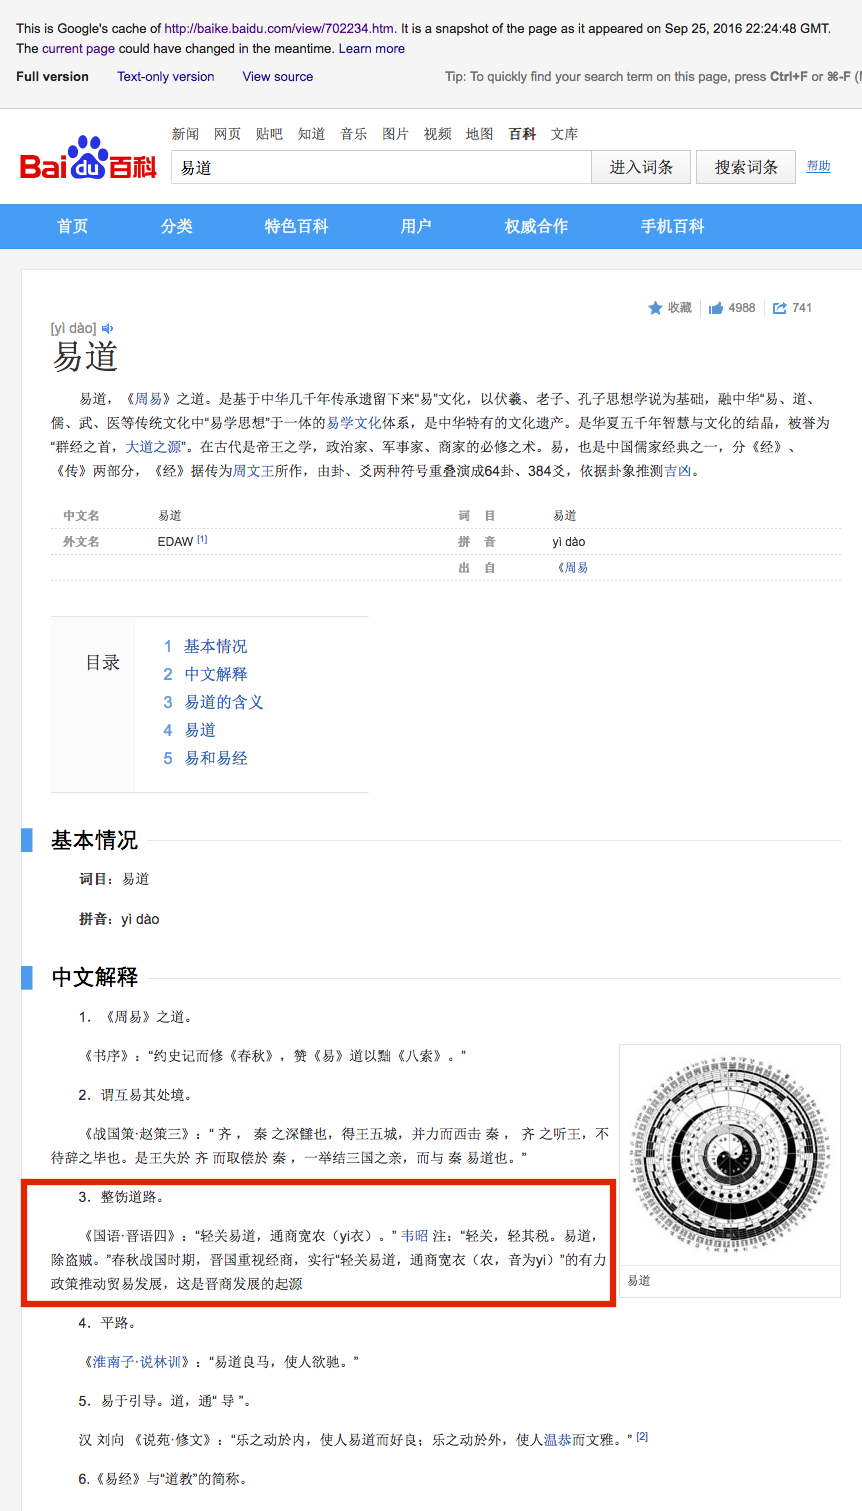 This is Google's cache of http://baike.baidu.com/view/702234.htm. It is a snapshot of the page as it appeared on Sep 25, 2016 22:24:48 GMT.
The current page could have changed in the meantime. Learn more
Full version Text-only version View source Tip: To quickly find your search term on this page, press Ctrl+F or ⌘-F (
新闻 网页 贴吧 知道 音乐 图片 视频 地图 百科 文库
Baidu百科 易道 进入词条 搜索词条 帮助
首页 分类 特色百科 用户 权威合作 手机百科
收藏 4988 741
[yì dào]
易道
易道，《周易》之道。是基于中华几千年传承遗留下来“易”文化，以伏羲、老子、孔子思想学说为基础，融中华“易、道、
儒、武、医等传统文化中“易学思想”于一体的易学文化体系，是中华特有的文化遗产。是华夏五千年智慧与文化的结晶，被誉为
“群经之首，大道之源”。在古代是帝王之学，政治家、军事家、商家的必修之术。易，也是中国儒家经典之一，分《经》、
《传》两部分，《经》据传为周文王所作，由卦、爻两种符号重叠演成64卦、384爻，依据卦象推测吉凶。
中文名 易道 词 目 易道
外文名 EDAW [1] 拼 音 yì dào
出 自 《周易
目录
1 基本情况
2 中文解释
3 易道的含义
4 易道
5 易和易经
基本情况
词目：易道
拼音：yì dào
中文解释
1．《周易》之道。
《书序》：“约史记而修《春秋》，赞《易》道以黜《八索》。”
2．谓互易其处境。
《战国策·赵策三》：“ 齐 ， 秦 之深讎也，得王五城，并力而西击 秦 ， 齐 之听王，不
待辞之毕也。是王失於 齐 而取偿於 秦 ，一举结三国之亲，而与 秦 易道也。”
3．整饬道路。
《国语·晋语四》：“轻关易道，通商宽农（yi衣）。” 韦昭 注：“轻关，轻其税。易道，
除盗贼。”春秋战国时期，晋国重视经商，实行“轻关易道，通商宽衣（农，音为yi）”的有力
政策推动贸易发展，这是晋商发展的起源
易道
4．平路。
《淮南子·说林训》：“易道良马，使人欲驰。”
5．易于引导。道，通“ 导 ”。
汉 刘向 《说苑·修文》：“乐之动於内，使人易道而好良；乐之动於外，使人温恭而文雅。” [2]
6.《易经》与“道教”的简称。